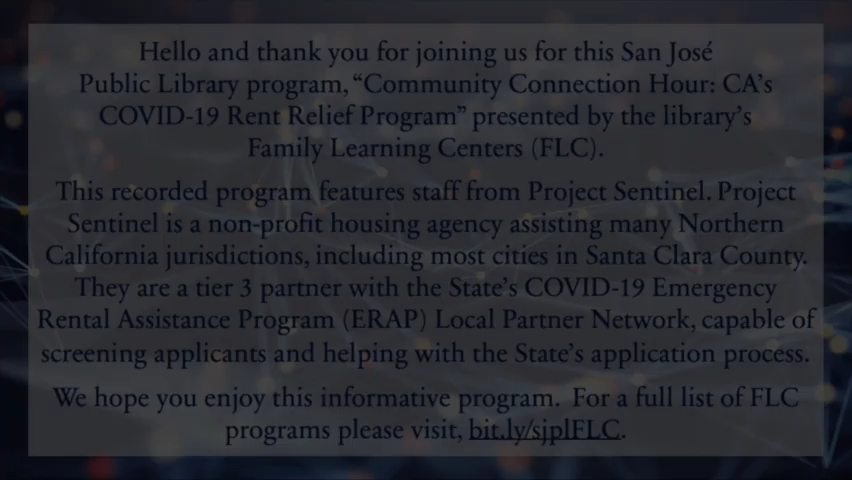 Hello and thank you for joining us for this San José
Public Library program, “Community Connection Hour: CA’s
COVID-19 Rent Relief Program” presented by the library’s
Family Learning Centers (FLC).
This recorded program features staff from Project Sentinel. Project
Sentinel is a non-profit housing agency assisting many Northern
California jurisdictions, including most cities in Santa Clara County.
They are a tier 3 partner with the State’s COVID-19 Emergency
Rental Assistance Program (ERAP) Local Partner Network, capable of
screening applicants and helping with the State’s application process.
We hope you enjoy this informative program. For a full list of FLC
programs please visit, bit.ly/sjplFLC.